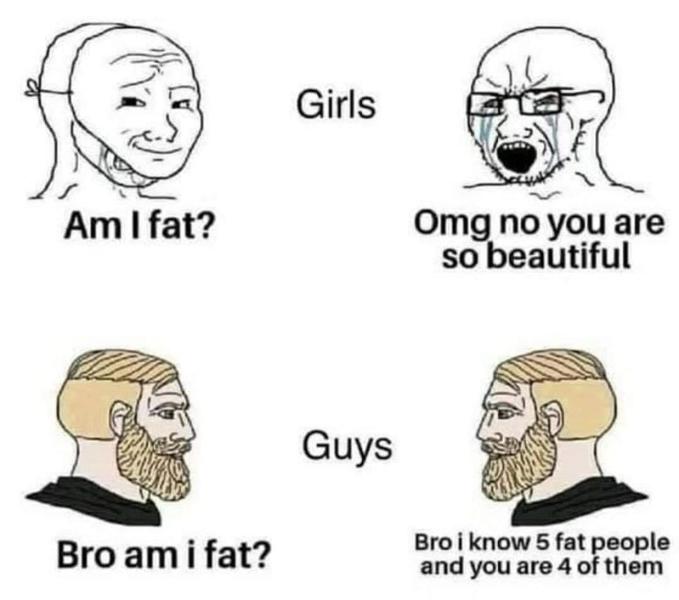 Girls
Am I fat?
Omg no you are
so beautiful
Guys
Bro am i fat?
Bro i know 5 fat people
and you are 4 of them